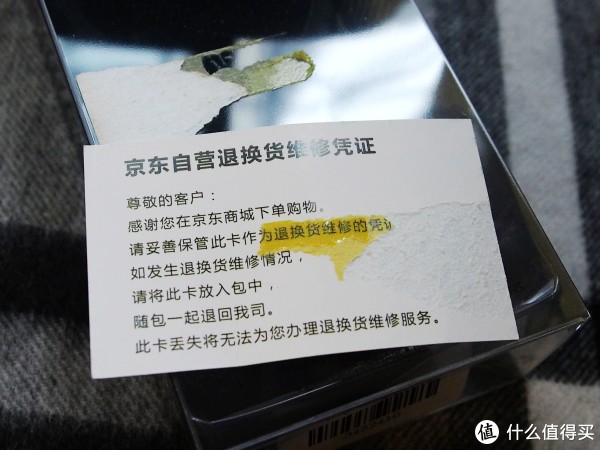 京东自营退换货维修凭证
尊敬的客户：
感谢您在京东商城下单购物。
请妥善保管此卡作为退换货维修的凭
如发生退换货维修情况，
请将此卡放入包中，
随包一起退回我司。
此卡丢失将无法为您办理退换货维修服务。
值 什么值得买